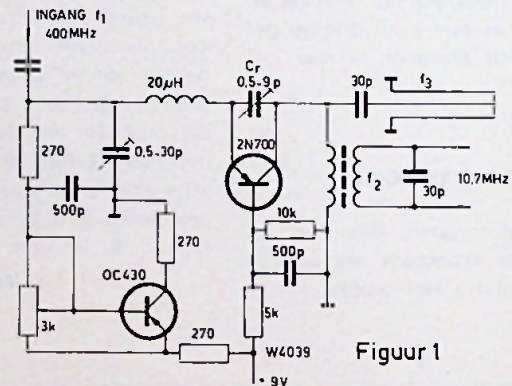 INGANG f1
400MHz
20µH
Cr
0,5-9p
30p
f3
270
0,5-30p
2N700
500p
f2
30p
10,7MHz
10k
270
500p
OC430
3k
5k
270
W4039
Figuur 1
9V